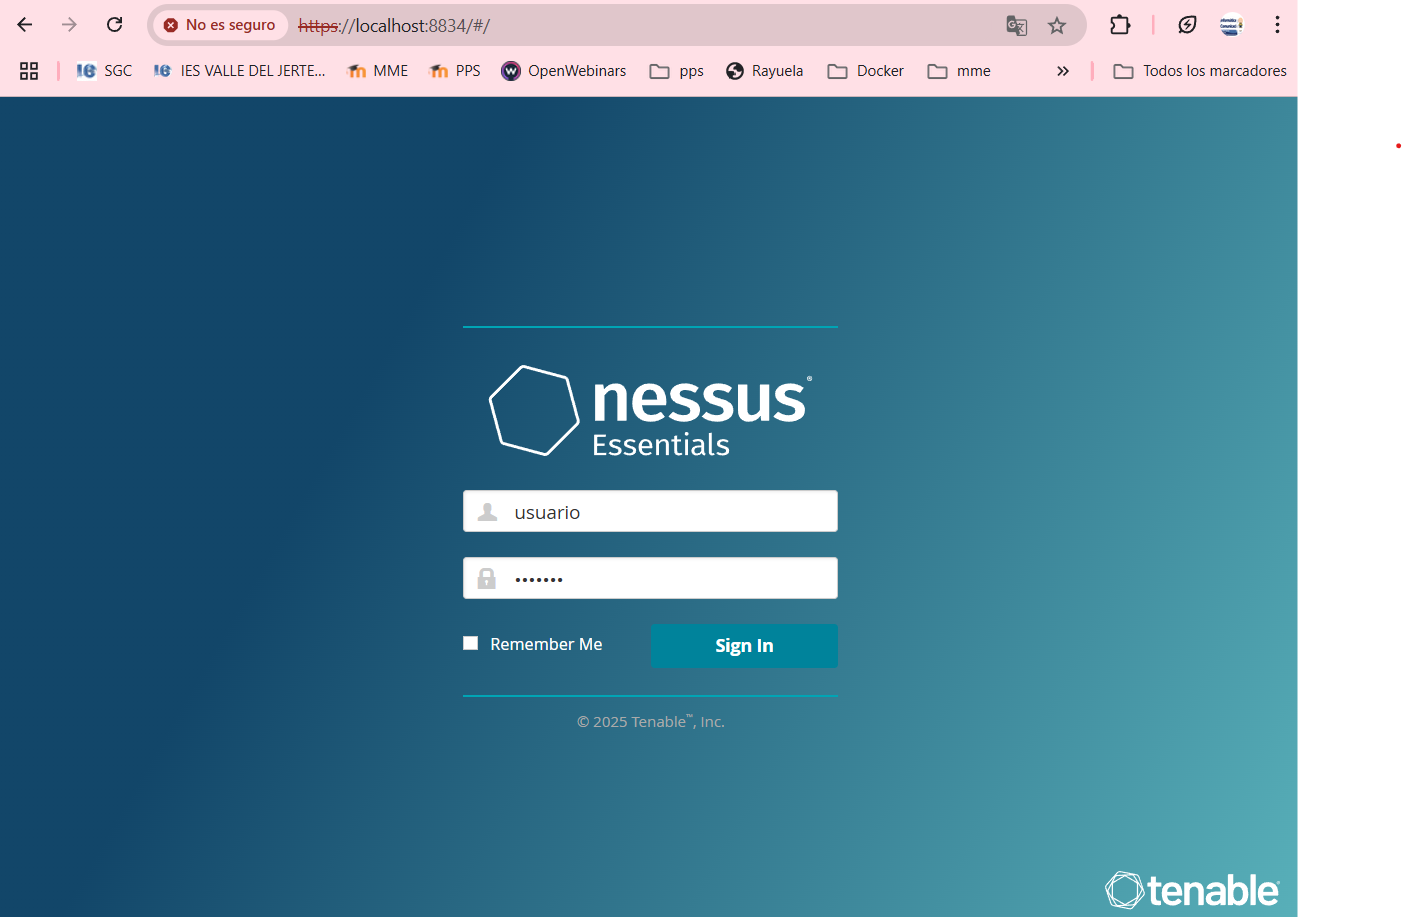 No es seguro https://localhost:8834/#/
SGC IES VALLE DEL JERTE... MME PPS OpenWebinars pps Rayuela Docker mme » Todos los marcadores
nessus®
Essentials
usuario
•••••••
Remember Me Sign In
© 2025 Tenable™, Inc.
tenable